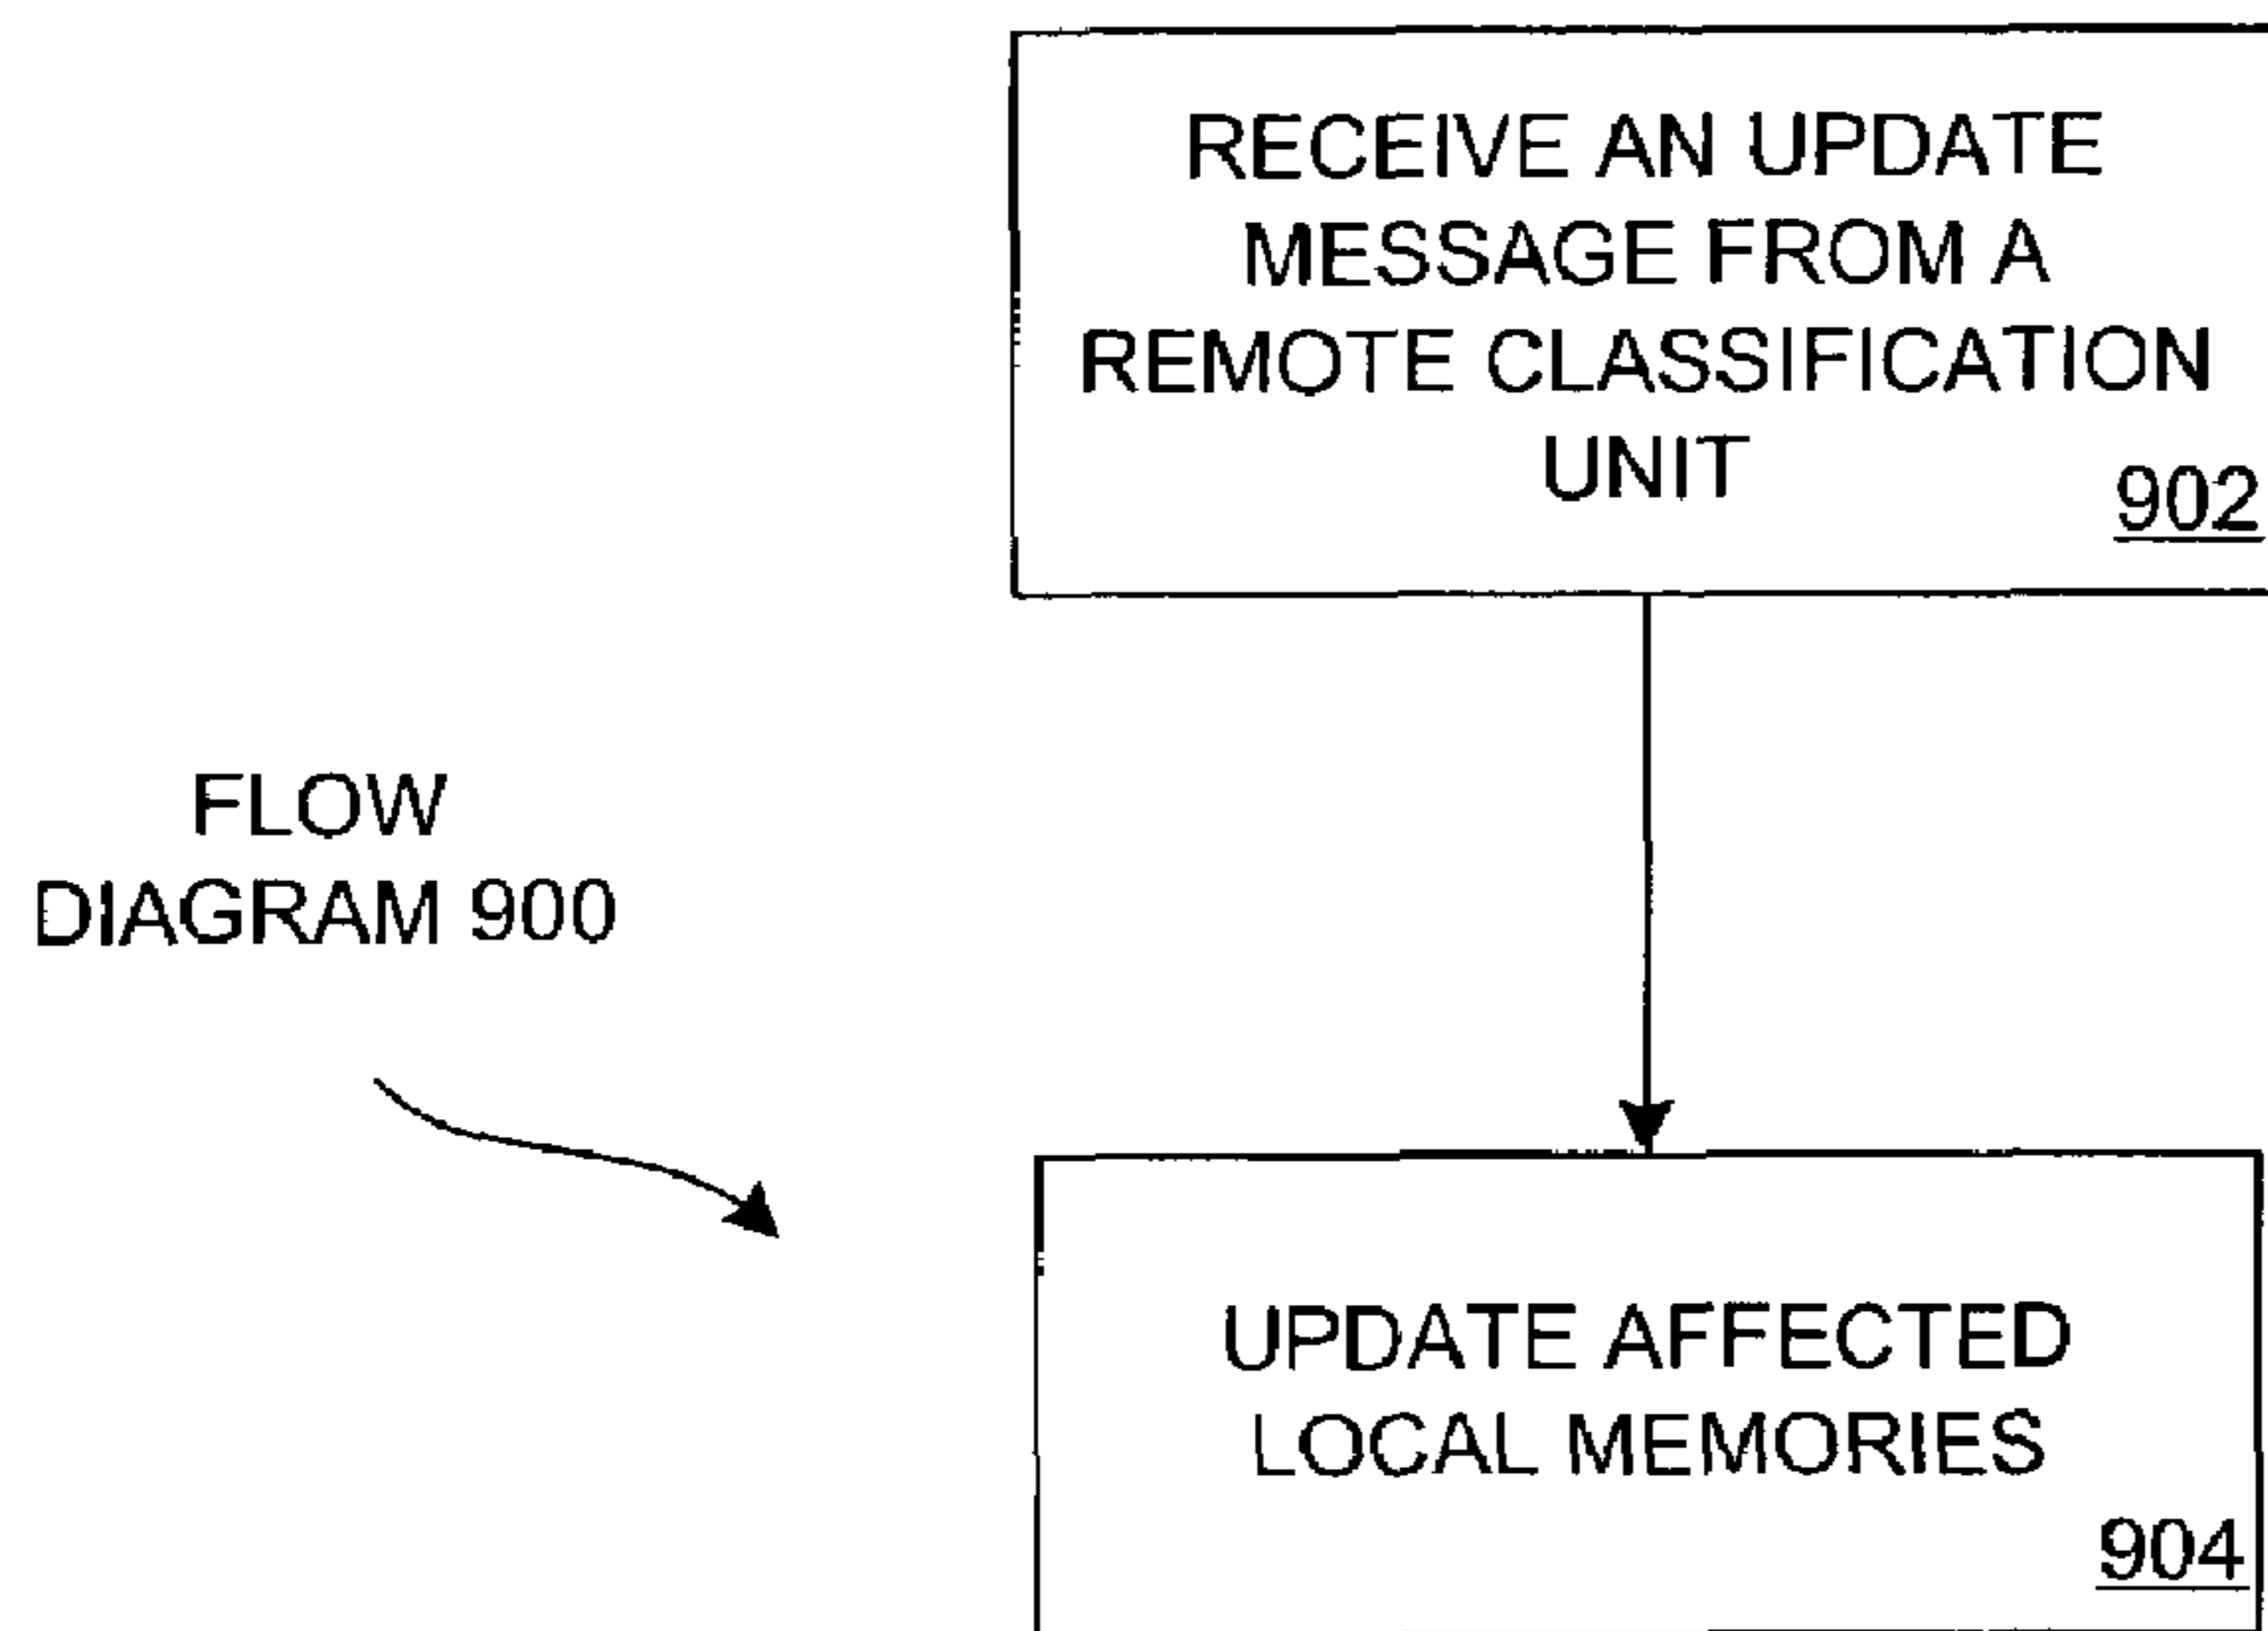 RECEIVE AN UPDATE
MESSAGE FROM A
REMOTE CLASSIFICATION
UNIT
902
FLOW
DIAGRAM 900
UPDATE AFFECTED
LOCAL MEMORIES
904